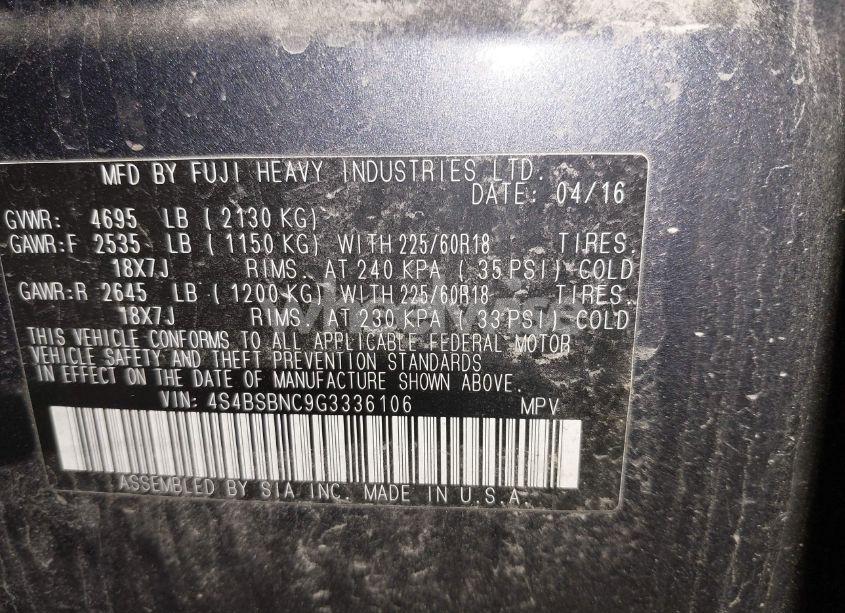 MFD BY FUJI HEAVY INDUSTRIES LTD.
DATE: 04/16
GVWR: 4695 LB (2130 KG)
GAWR:F 2535 LB (1150 KG) WITH 225/60R18 TIRES.
18X7J RIMS. AT 240 KPA ( 35 PSI) COLD
GAWR:R 2645 LB (1200 KG) WITH 225/60R18 TIRES.
18X7J RIMS. AT 230 KPA ( 33 PSI) COLD
THIS VEHICLE CONFORMS TO ALL APPLICABLE FEDERAL MOTOR
VEHICLE SAFETY AND THEFT PREVENTION STANDARDS
IN EFFECT ON THE DATE OF MANUFACTURE SHOWN ABOVE.
VIN: 4S4BSBNC9G3336106 MPV
ASSEMBLED BY SIA INC. MADE IN U.S.A.